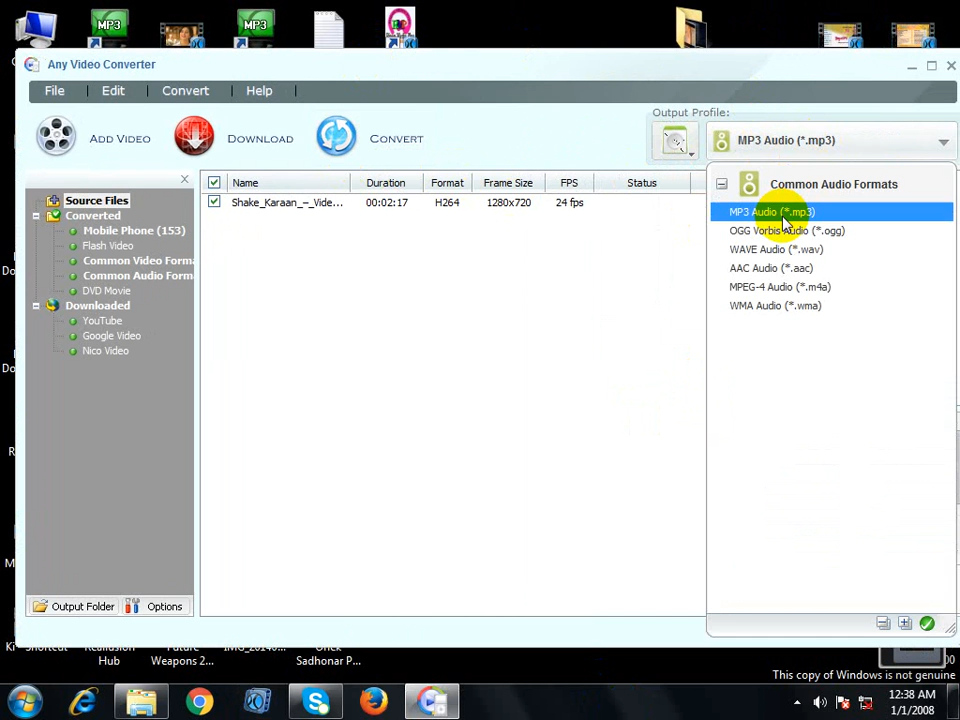 MP3
MP3
Any Video Converter
File
Edit
Convert
Help
Output Profile:
ADD VIDEO
DOWNLOAD
CONVERT
MP3 Audio (*.mp3)
Name
Duration
Format
Frame Size
FPS
Status
Common Audio Formats
Source Files
Shake_Karaan_–_Vide...
00:02:17
H264
1280x720
24 fps
MP3 Audio (*.mp3)
Converted
Mobile Phone (153)
OGG Vorbis Audio (*.ogg)
Flash Video
WAVE Audio (*.wav)
Common Video Forma
AAC Audio (*.aac)
Common Audio Form
DVD Movie
MPEG-4 Audio (*.m4a)
Downloaded
WMA Audio (*.wma)
YouTube
Google Video
Nico Video
Output Folder
Options
Hub
Weapons 2...
Sadhonar P...
This copy of Windows is not genuine
12:38 AM
1/1/2008